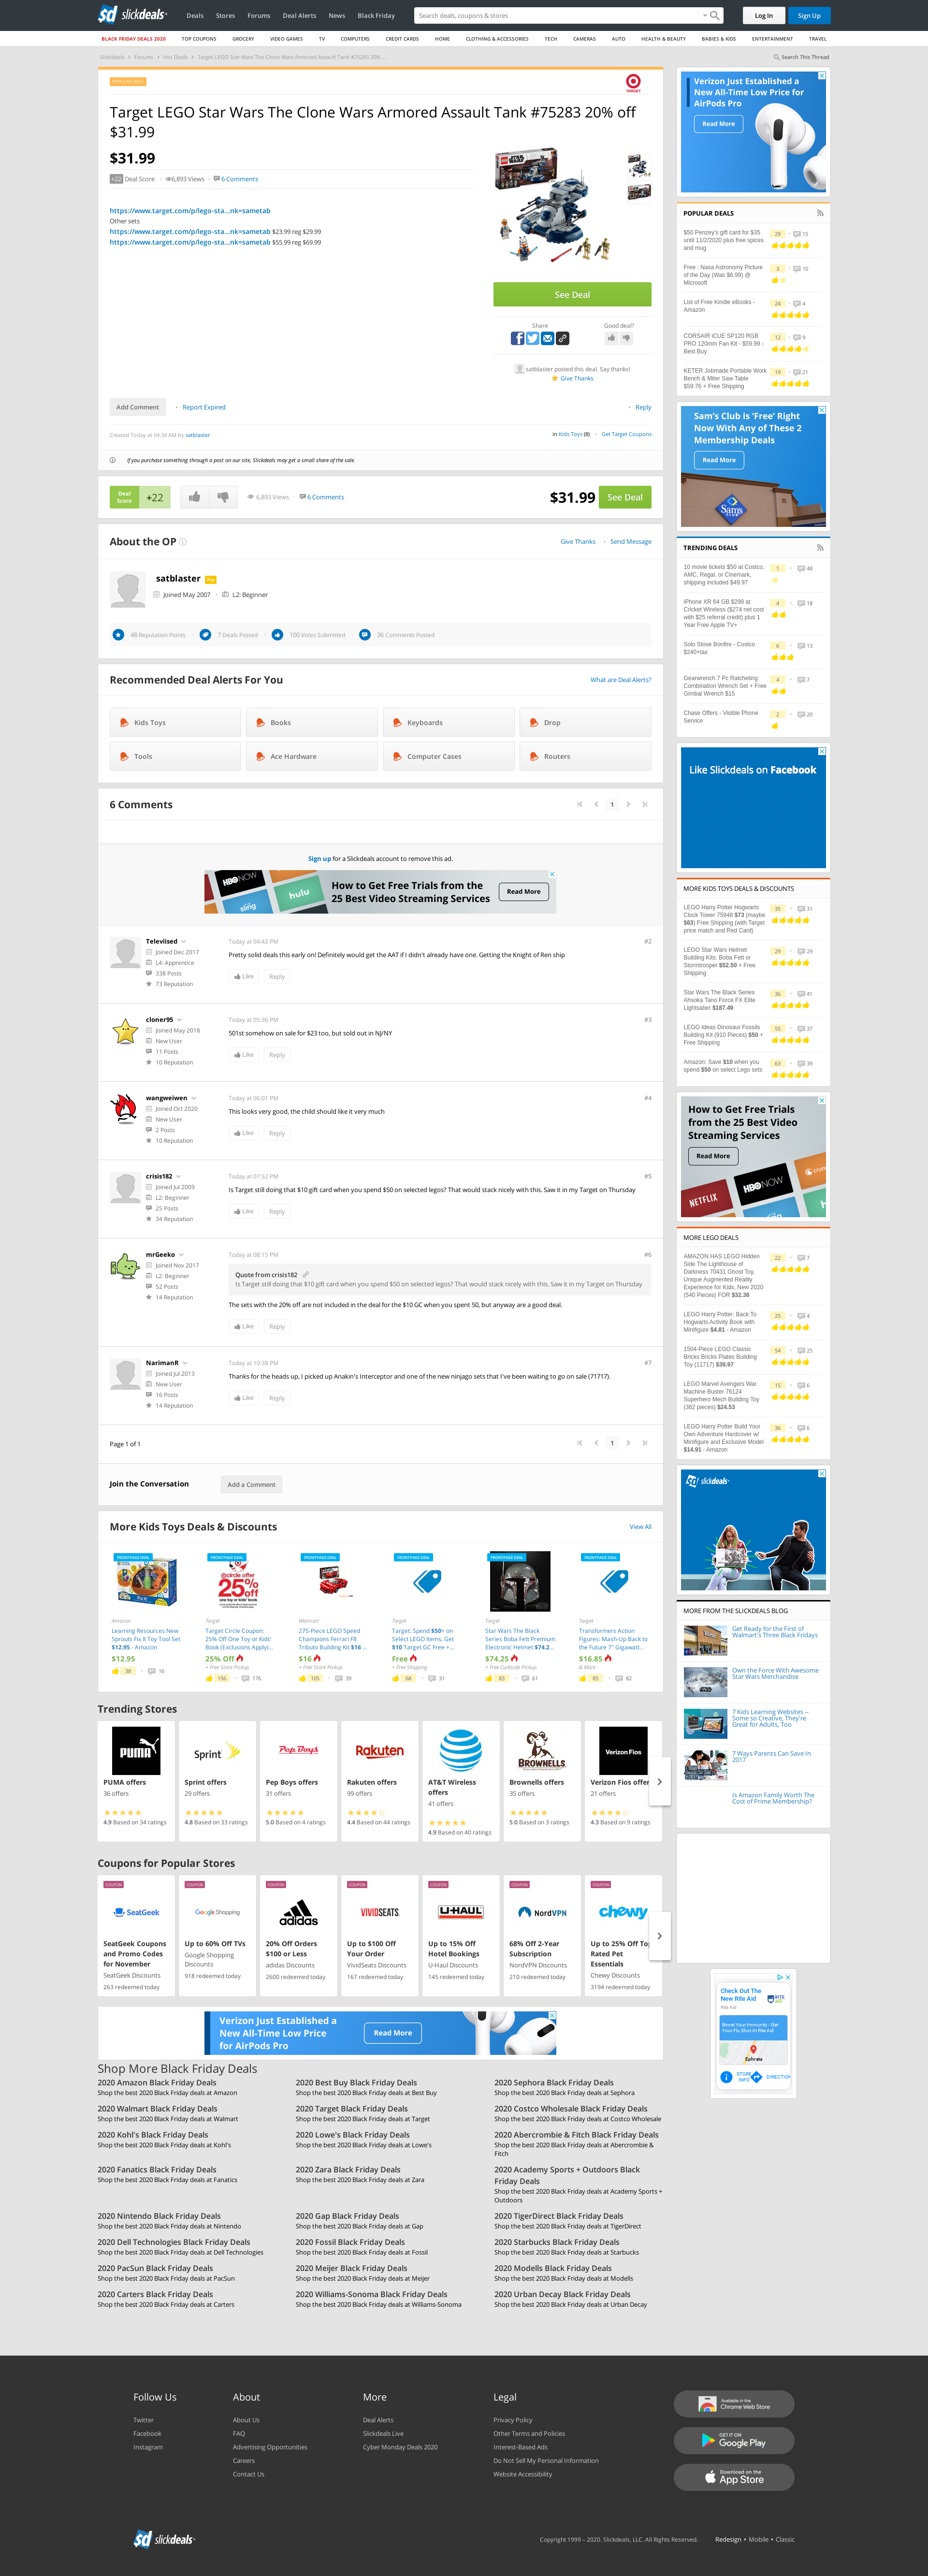 sd slickdeals
Deals Stores Forums Deal Alerts News Black Friday
Search deals, coupons & stores
Log In
Sign Up
BLACK FRIDAY DEALS 2020 TOP COUPONS GROCERY VIDEO GAMES TV COMPUTERS CREDIT CARDS HOME CLOTHING & ACCESSORIES TECH CAMERAS AUTO HEALTH & BEAUTY BABIES & KIDS ENTERTAINMENT TRAVEL
Slickdeals Forums Hot Deals Target LEGO Star Wars The Clone Wars Armored Assault Tank #75283 20% ...
Search This Thread
POPULAR DEAL
TARGET
Target LEGO Star Wars The Clone Wars Armored Assault Tank #75283 20% off
$31.99
$31.99
+22 Deal Score 6,893 Views 6 Comments
https://www.target.com/p/lego-sta...nk=sametab
Other sets
https://www.target.com/p/lego-sta...nk=sametab $23.99 reg $29.99
https://www.target.com/p/lego-sta...nk=sametab $55.99 reg $69.99
See Deal
Share
Good deal?
satblaster posted this deal. Say thanks!
Give Thanks
Add Comment
Report Expired
Reply
Created Today at 04:34 AM by satblaster
in Kids Toys (8) Get Target Coupons
If you purchase something through a post on our site, Slickdeals may get a small share of the sale.
Deal
Score
+22
6,893 Views 6 Comments
$31.99
See Deal
About the OP
Give Thanks Send Message
satblaster Pro
Joined May 2007 L2: Beginner
48 Reputation Points 7 Deals Posted 100 Votes Submitted 36 Comments Posted
Recommended Deal Alerts For You
What are Deal Alerts?
Kids Toys Books Keyboards Drop
Tools Ace Hardware Computer Cases Routers
6 Comments
1
Sign up for a Slickdeals account to remove this ad.
HBO NOW
hulu
sling
How to Get Free Trials from the
25 Best Video Streaming Services
Read More
Televiised
Joined Dec 2017
L4: Apprentice
338 Posts
73 Reputation
Today at 04:42 PM
#2
Pretty solid deals this early on! Definitely would get the AAT if I didn't already have one. Getting the Knight of Ren ship
Like Reply
cloner95
Joined May 2018
New User
11 Posts
10 Reputation
Today at 05:36 PM
#3
501st somehow on sale for $23 too, but sold out in NJ/NY
Like Reply
wangweiwen
Joined Oct 2020
New User
2 Posts
10 Reputation
Today at 06:01 PM
#4
This looks very good, the child should like it very much
Like Reply
crisis182
Joined Jul 2009
L2: Beginner
25 Posts
34 Reputation
Today at 07:52 PM
#5
Is Target still doing that $10 gift card when you spend $50 on selected legos? That would stack nicely with this. Saw it in my Target on Thursday
Like Reply
mrGeeko
Joined Nov 2017
L2: Beginner
52 Posts
14 Reputation
Today at 08:15 PM
#6
Quote from crisis182
Is Target still doing that $10 gift card when you spend $50 on selected legos? That would stack nicely with this. Saw it in my Target on Thursday
The sets with the 20% off are not included in the deal for the $10 GC when you spent 50, but anyway are a good deal.
Like Reply
NarimanR
Joined Jul 2013
New User
16 Posts
14 Reputation
Today at 10:38 PM
#7
Thanks for the heads up, I picked up Anakin's Interceptor and one of the new ninjago sets that I've been waiting to go on sale (71717).
Like Reply
Page 1 of 1
1
Join the Conversation
Add a Comment
More Kids Toys Deals & Discounts
View All
FRONTPAGE DEAL
Amazon
Learning Resources New
Sprouts Fix It Toy Tool Set
$12.95 - Amazon
$12.95
38 16
FRONTPAGE DEAL
circle offer
25% off
Target
Target Circle Coupon:
25% Off One Toy or Kids'
Book (Exclusions Apply)...
25% Off
+ Free Store Pickup
156 176
FRONTPAGE DEAL
Walmart
275-Piece LEGO Speed
Champions Ferrari F8
Tributo Building Kit $16 ...
$16
+ Free Store Pickup
105 39
FRONTPAGE DEAL
Target
Target: Spend $50+ on
Select LEGO Items, Get
$10 Target GC Free +...
Free
+ Free Shipping
68 31
FRONTPAGE DEAL
Target
Star Wars The Black
Series Boba Fett Premium
Electronic Helmet $74.2...
$74.25
+ Free Curbside Pickup
83 61
FRONTPAGE DEAL
Target
Transformers Action
Figures: Mash-Up Back to
the Future 7" Gigawatt...
$16.85
& More
85 82
Trending Stores
PUMA
PUMA offers
36 offers
4.9 Based on 34 ratings
Sprint
Sprint offers
29 offers
4.8 Based on 33 ratings
Pep Boys
Pep Boys offers
31 offers
5.0 Based on 4 ratings
Rakuten
Rakuten offers
99 offers
4.4 Based on 44 ratings
AT&T Wireless
offers
41 offers
4.9 Based on 40 ratings
BROWNELLS
Brownells offers
35 offers
5.0 Based on 3 ratings
Verizon Fios
Verizon Fios offer
21 offers
4.3 Based on 9 ratings
Coupons for Popular Stores
COUPON
SeatGeek
SeatGeek Coupons
and Promo Codes
for November
SeatGeek Discounts
263 redeemed today
COUPON
Google Shopping
Up to 60% Off TVs
Google Shopping
Discounts
918 redeemed today
COUPON
adidas
20% Off Orders
$100 or Less
adidas Discounts
2600 redeemed today
COUPON
VIVIDSEATS
Up to $100 Off
Your Order
VividSeats Discounts
167 redeemed today
COUPON
U-HAUL
Up to 15% Off
Hotel Bookings
U-Haul Discounts
145 redeemed today
COUPON
NordVPN
68% Off 2-Year
Subscription
NordVPN Discounts
210 redeemed today
COUPON
chewy
Up to 25% Off Top
Rated Pet
Essentials
Chewy Discounts
3194 redeemed today
Verizon Just Established a
New All-Time Low Price
for AirPods Pro
Read More
Shop More Black Friday Deals
2020 Amazon Black Friday Deals
Shop the best 2020 Black Friday deals at Amazon
2020 Best Buy Black Friday Deals
Shop the best 2020 Black Friday deals at Best Buy
2020 Sephora Black Friday Deals
Shop the best 2020 Black Friday deals at Sephora
2020 Walmart Black Friday Deals
Shop the best 2020 Black Friday deals at Walmart
2020 Target Black Friday Deals
Shop the best 2020 Black Friday deals at Target
2020 Costco Wholesale Black Friday Deals
Shop the best 2020 Black Friday deals at Costco Wholesale
2020 Kohl's Black Friday Deals
Shop the best 2020 Black Friday deals at Kohl's
2020 Lowe's Black Friday Deals
Shop the best 2020 Black Friday deals at Lowe's
2020 Abercrombie & Fitch Black Friday Deals
Shop the best 2020 Black Friday deals at Abercrombie &
Fitch
2020 Fanatics Black Friday Deals
Shop the best 2020 Black Friday deals at Fanatics
2020 Zara Black Friday Deals
Shop the best 2020 Black Friday deals at Zara
2020 Academy Sports + Outdoors Black
Friday Deals
Shop the best 2020 Black Friday deals at Academy Sports +
Outdoors
2020 Nintendo Black Friday Deals
Shop the best 2020 Black Friday deals at Nintendo
2020 Gap Black Friday Deals
Shop the best 2020 Black Friday deals at Gap
2020 TigerDirect Black Friday Deals
Shop the best 2020 Black Friday deals at TigerDirect
2020 Dell Technologies Black Friday Deals
Shop the best 2020 Black Friday deals at Dell Technologies
2020 Fossil Black Friday Deals
Shop the best 2020 Black Friday deals at Fossil
2020 Starbucks Black Friday Deals
Shop the best 2020 Black Friday deals at Starbucks
2020 PacSun Black Friday Deals
Shop the best 2020 Black Friday deals at PacSun
2020 Meijer Black Friday Deals
Shop the best 2020 Black Friday deals at Meijer
2020 Modells Black Friday Deals
Shop the best 2020 Black Friday deals at Modells
2020 Carters Black Friday Deals
Shop the best 2020 Black Friday deals at Carters
2020 Williams-Sonoma Black Friday Deals
Shop the best 2020 Black Friday deals at Williams-Sonoma
2020 Urban Decay Black Friday Deals
Shop the best 2020 Black Friday deals at Urban Decay
Verizon Just Established a
New All-Time Low Price for
AirPods Pro
Read More
POPULAR DEALS
$50 Penzey's gift card for $35
until 11/2/2020 plus free spices
and mug
29 15
Free : Nasa Astronomy Picture
of the Day (Was $6.99) @
Microsoft
3 10
List of Free Kindle eBooks -
Amazon
24 4
CORSAIR iCUE SP120 RGB
PRO 120mm Fan Kit - $59.99 -
Best Buy
12 9
KETER Jobmade Portable Work
Bench & Miter Saw Table
$59.76 + Free Shipping
19 21
Sam's Club is 'Free' Right
Now With Any of These 2
Membership Deals
Read More
Sam's
TRENDING DEALS
10 movie tickets $50 at Costco,
AMC, Regal, or Cinemark,
shipping included $49.97
1 48
iPhone XR 64 GB $299 at
Cricket Wireless ($274 net cost
with $25 referral credit) plus 1
Year Free Apple TV+
4 18
Solo Stove Bonfire - Costco
$240+tax
6 13
Gearwrench 7 Pc Ratcheting
Combination Wrench Set + Free
Gimbal Wrench $15
4 7
Chase Offers - Visible Phone
Service
2 20
Like Slickdeals on Facebook
MORE KIDS TOYS DEALS & DISCOUNTS
LEGO Harry Potter Hogwarts
Clock Tower 75948 $73 (maybe
$63) Free Shipping (with Target
price match and Red Card)
35 31
LEGO Star Wars Helmet
Building Kits: Boba Fett or
Stormtrooper $52.50 + Free
Shipping
29 29
Star Wars The Black Series
Ahsoka Tano Force FX Elite
Lightsaber $187.49
36 41
LEGO Ideas Dinosaur Fossils
Building Kit (910 Pieces) $50 +
Free Shipping
55 37
Amazon: Save $10 when you
spend $50 on select Lego sets
63 39
How to Get Free Trials
from the 25 Best Video
Streaming Services
Read More
NETFLIX
HBO NOW
MORE LEGO DEALS
AMAZON HAS LEGO Hidden
Side The Lighthouse of
Darkness 70431 Ghost Toy,
Unique Augmented Reality
Experience for Kids, New 2020
(540 Pieces) FOR $32.36
22 7
LEGO Harry Potter: Back To
Hogwarts Activity Book with
Minifigure $4.81 - Amazon
25 4
1504-Piece LEGO Classic
Bricks Bricks Plates Building
Toy (11717) $39.97
54 25
LEGO Marvel Avengers War
Machine Buster 76124
Superhero Mech Building Toy
(362 pieces) $24.53
15 6
LEGO Harry Potter Build Your
Own Adventure Hardcover w/
Minifigure and Exclusive Model
$14.91 - Amazon
36 6
sd slickdeals
MORE FROM THE SLICKDEALS BLOG
Get Ready for the First of
Walmart's Three Black Fridays
Own the Force With Awesome
Star Wars Merchandise
7 Kids Learning Websites --
Some so Creative, They're
Great for Adults, Too
7 Ways Parents Can Save In
2017
Is Amazon Family Worth The
Cost of Prime Membership?
Check Out The
New Rite Aid
Rite Aid
RITE AID
Boost Your Immunity - Get
Your Flu Shot At Rite Aid
Ephrata
STORE
INFO
DIRECTION
Follow Us
Twitter
Facebook
Instagram
About
About Us
FAQ
Advertising Opportunities
Careers
Contact Us
More
Deal Alerts
Slickdeals Live
Cyber Monday Deals 2020
Legal
Privacy Policy
Other Terms and Policies
Interest-Based Ads
Do Not Sell My Personal Information
Website Accessibility
Available in the
Chrome Web Store
GET IT ON
Google Play
Download on the
App Store
sd slickdeals
Copyright 1999 - 2020. Slickdeals, LLC. All Rights Reserved.
Redesign • Mobile • Classic